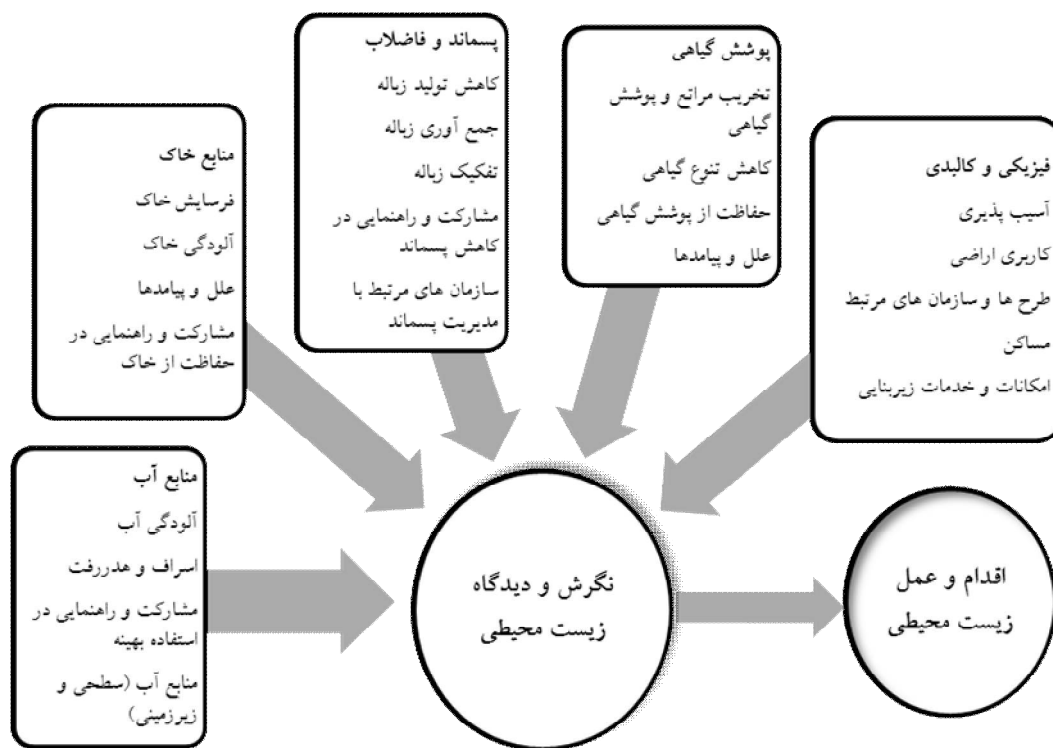 پسماند و فاضلاب
کاهش تولید زباله
جمع آوری زباله
تفکیک زباله
مشارکت و راهنمایی در
کاهش پسماند
سازمان های مرتبط با
مدیریت پسماند
پوشش گیاهی
تخریب مراتع و پوشش
گیاهی
کاهش تنوع گیاهی
حفاظت از پوشش گیاهی
علل و پیامدها
فیزیکی و کالبدی
آسیب پذیری
کاربری اراضی
طرح ها و سازمان های مرتبط
مساکن
امکانات و خدمات زیربنایی
منابع خاک
فرسایش خاک
آلودگی خاک
علل و پیامدها
مشارکت و راهنمایی در
حفاظت از خاک
منابع آب
آلودگی آب
اسراف و هدررفت
مشارکت و راهنمایی در
استفاده بهینه
منابع آب (سطحی و
زیرزمینی)
نگرش و دیدگاه
زیست محیطی
اقدام و عمل
زیست محیطی